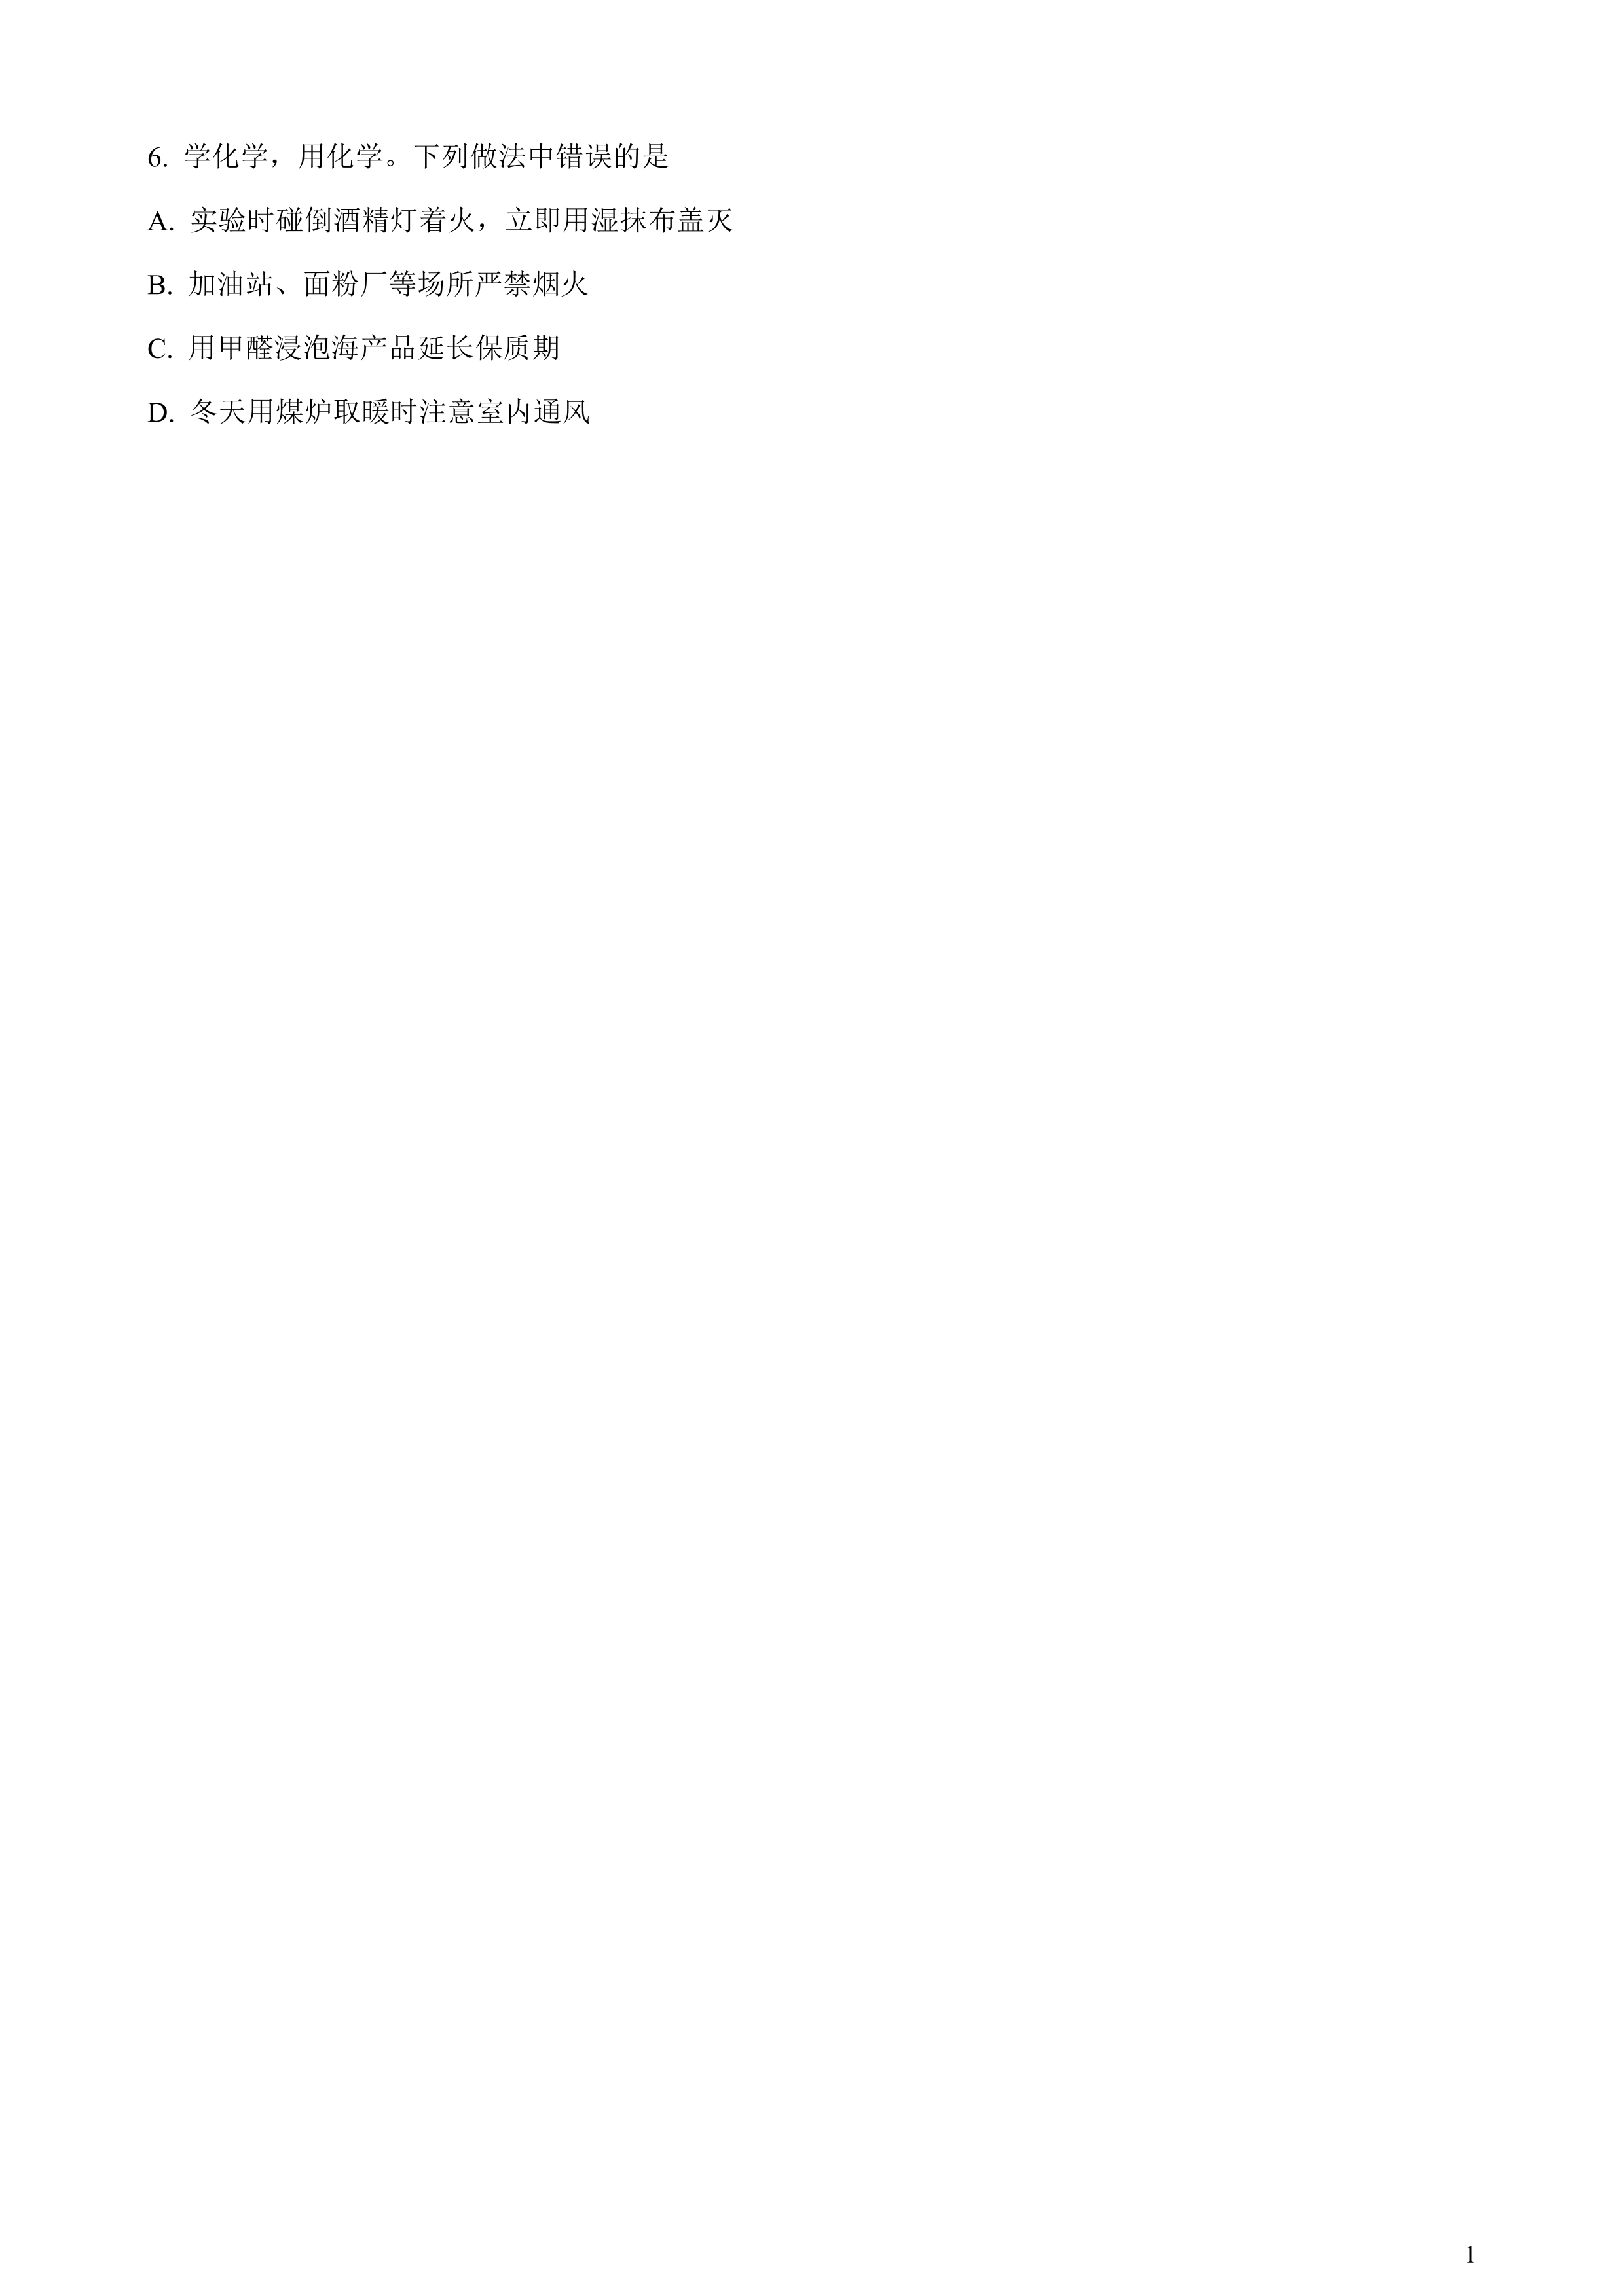 6. 学化学，用化学。下列做法中错误的是
A. 实验时碰倒酒精灯着火，立即用湿抹布盖灭
B. 加油站、面粉厂等场所严禁烟火
C. 用甲醛浸泡海产品延长保质期
D. 冬天用煤炉取暖时注意室内通风
1